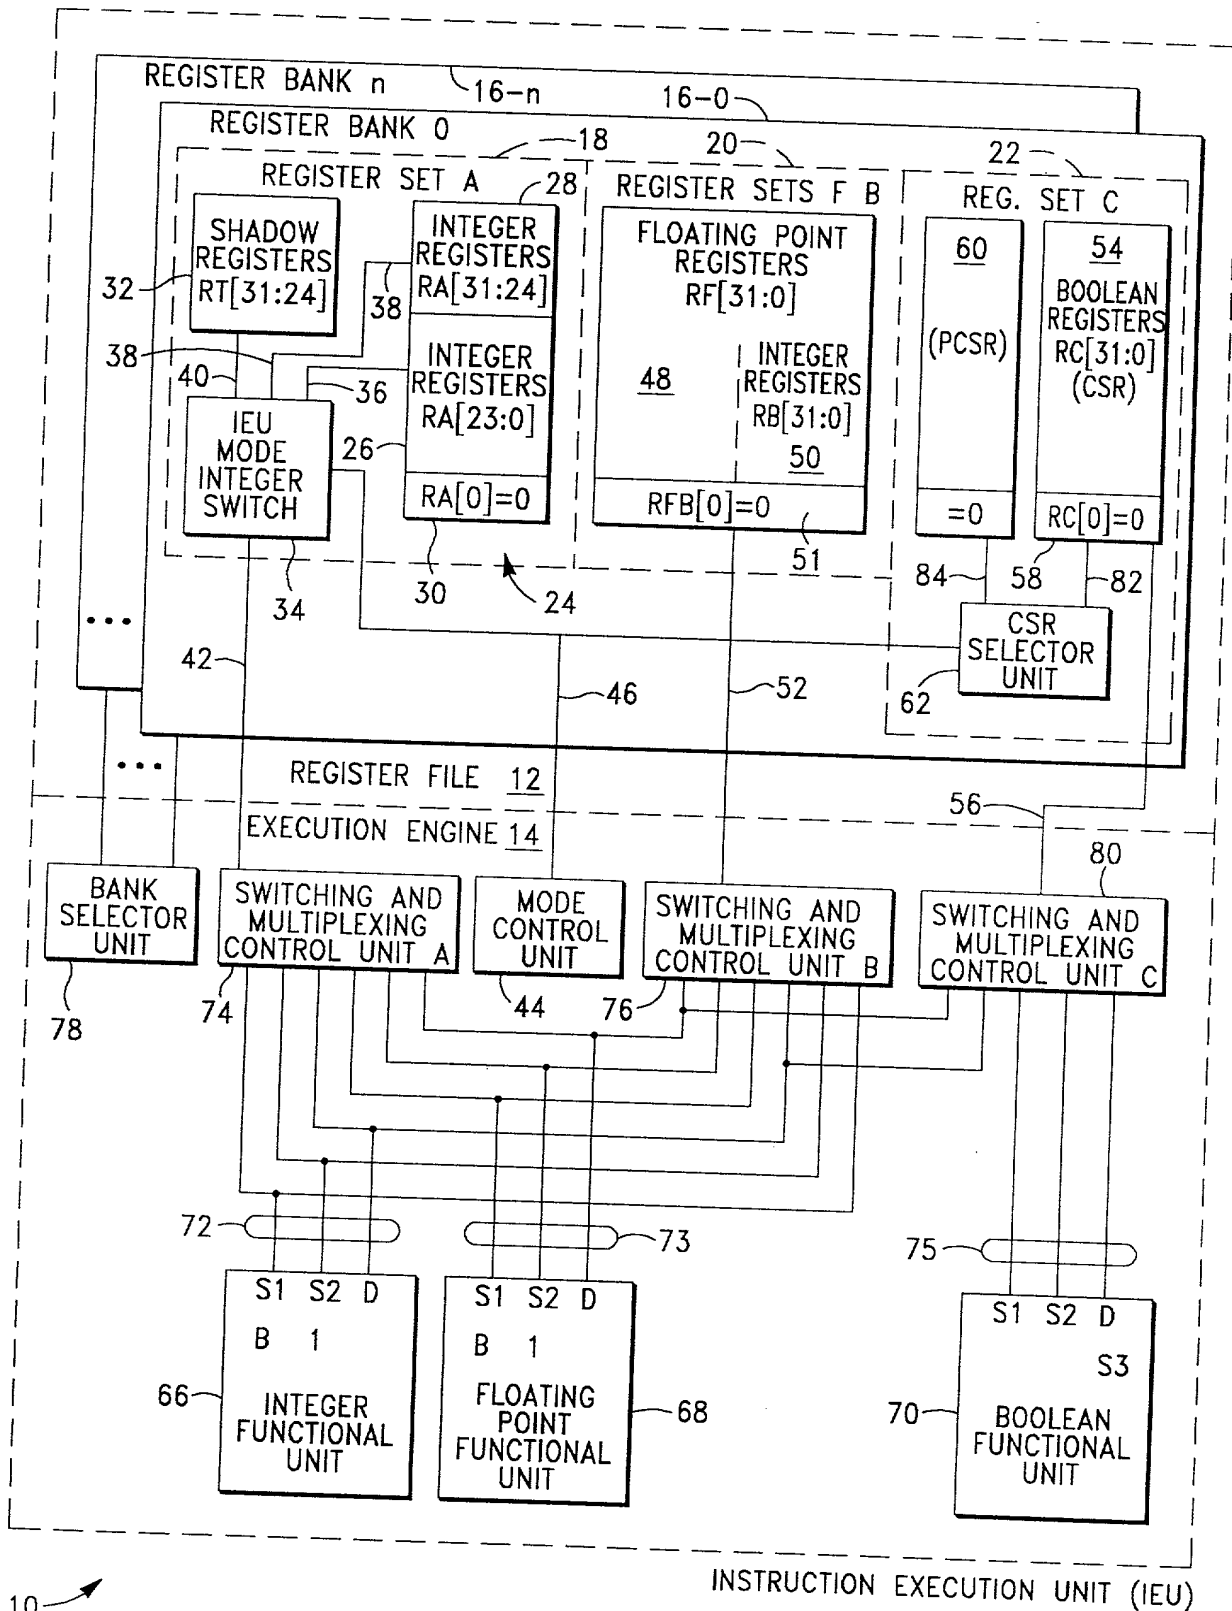 REGISTER BANK n
16-n
16-0
REGISTER BANK 0
18
20
22
REGISTER SET A
28
REGISTER SETS F B
REG. SET C
SHADOW
REGISTERS
RT[31:24]
32
INTEGER
REGISTERS
RA[31:24]
38
FLOATING POINT
REGISTERS
RF[31:0]
60
(PCSR)
54
BOOLEAN
REGISTERS
RC[31:0]
(CSR)
38
40
36
INTEGER
REGISTERS
RA[23:0]
26
48
INTEGER
REGISTERS
RB[31:0]
50
IEU
MODE
INTEGER
SWITCH
RA[0]=0
RFB[0]=0
=0
RC[0]=0
34
30
24
51
84
58
82
CSR
SELECTOR
UNIT
62
...
42
46
52
...
REGISTER FILE 12
EXECUTION ENGINE 14
56
80
BANK
SELECTOR
UNIT
78
SWITCHING AND
MULTIPLEXING
CONTROL UNIT A
74
MODE
CONTROL
UNIT
44
SWITCHING AND
MULTIPLEXING
CONTROL UNIT B
76
SWITCHING AND
MULTIPLEXING
CONTROL UNIT C
72
73
75
S1 S2 D
B 1
INTEGER
FUNCTIONAL
UNIT
66
S1 S2 D
B 1
FLOATING
POINT
FUNCTIONAL
UNIT
68
S1 S2 D
S3
BOOLEAN
FUNCTIONAL
UNIT
70
INSTRUCTION EXECUTION UNIT (IEU)
10